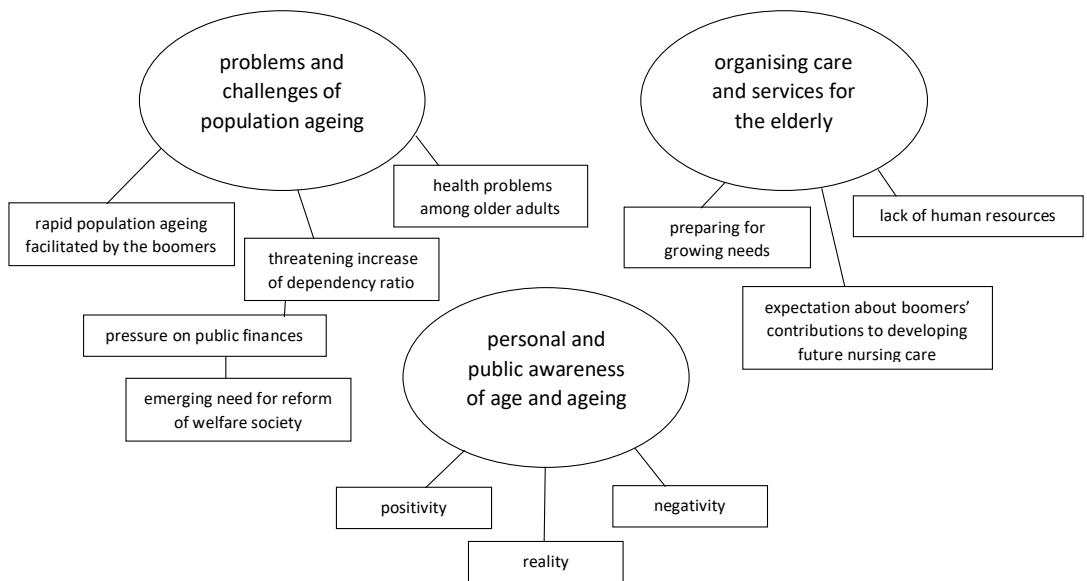 problems and
challenges of
population ageing
organising care
and services for
the elderly
health problems
among older adults
rapid population ageing
facilitated by the boomers
threatening increase
of dependency ratio
pressure on public finances
emerging need for reform
of welfare society
preparing for
growing needs
lack of human resources
expectation about boomers’
contributions to developing
future nursing care
personal and
public awareness
of age and ageing
positivity
reality
negativity